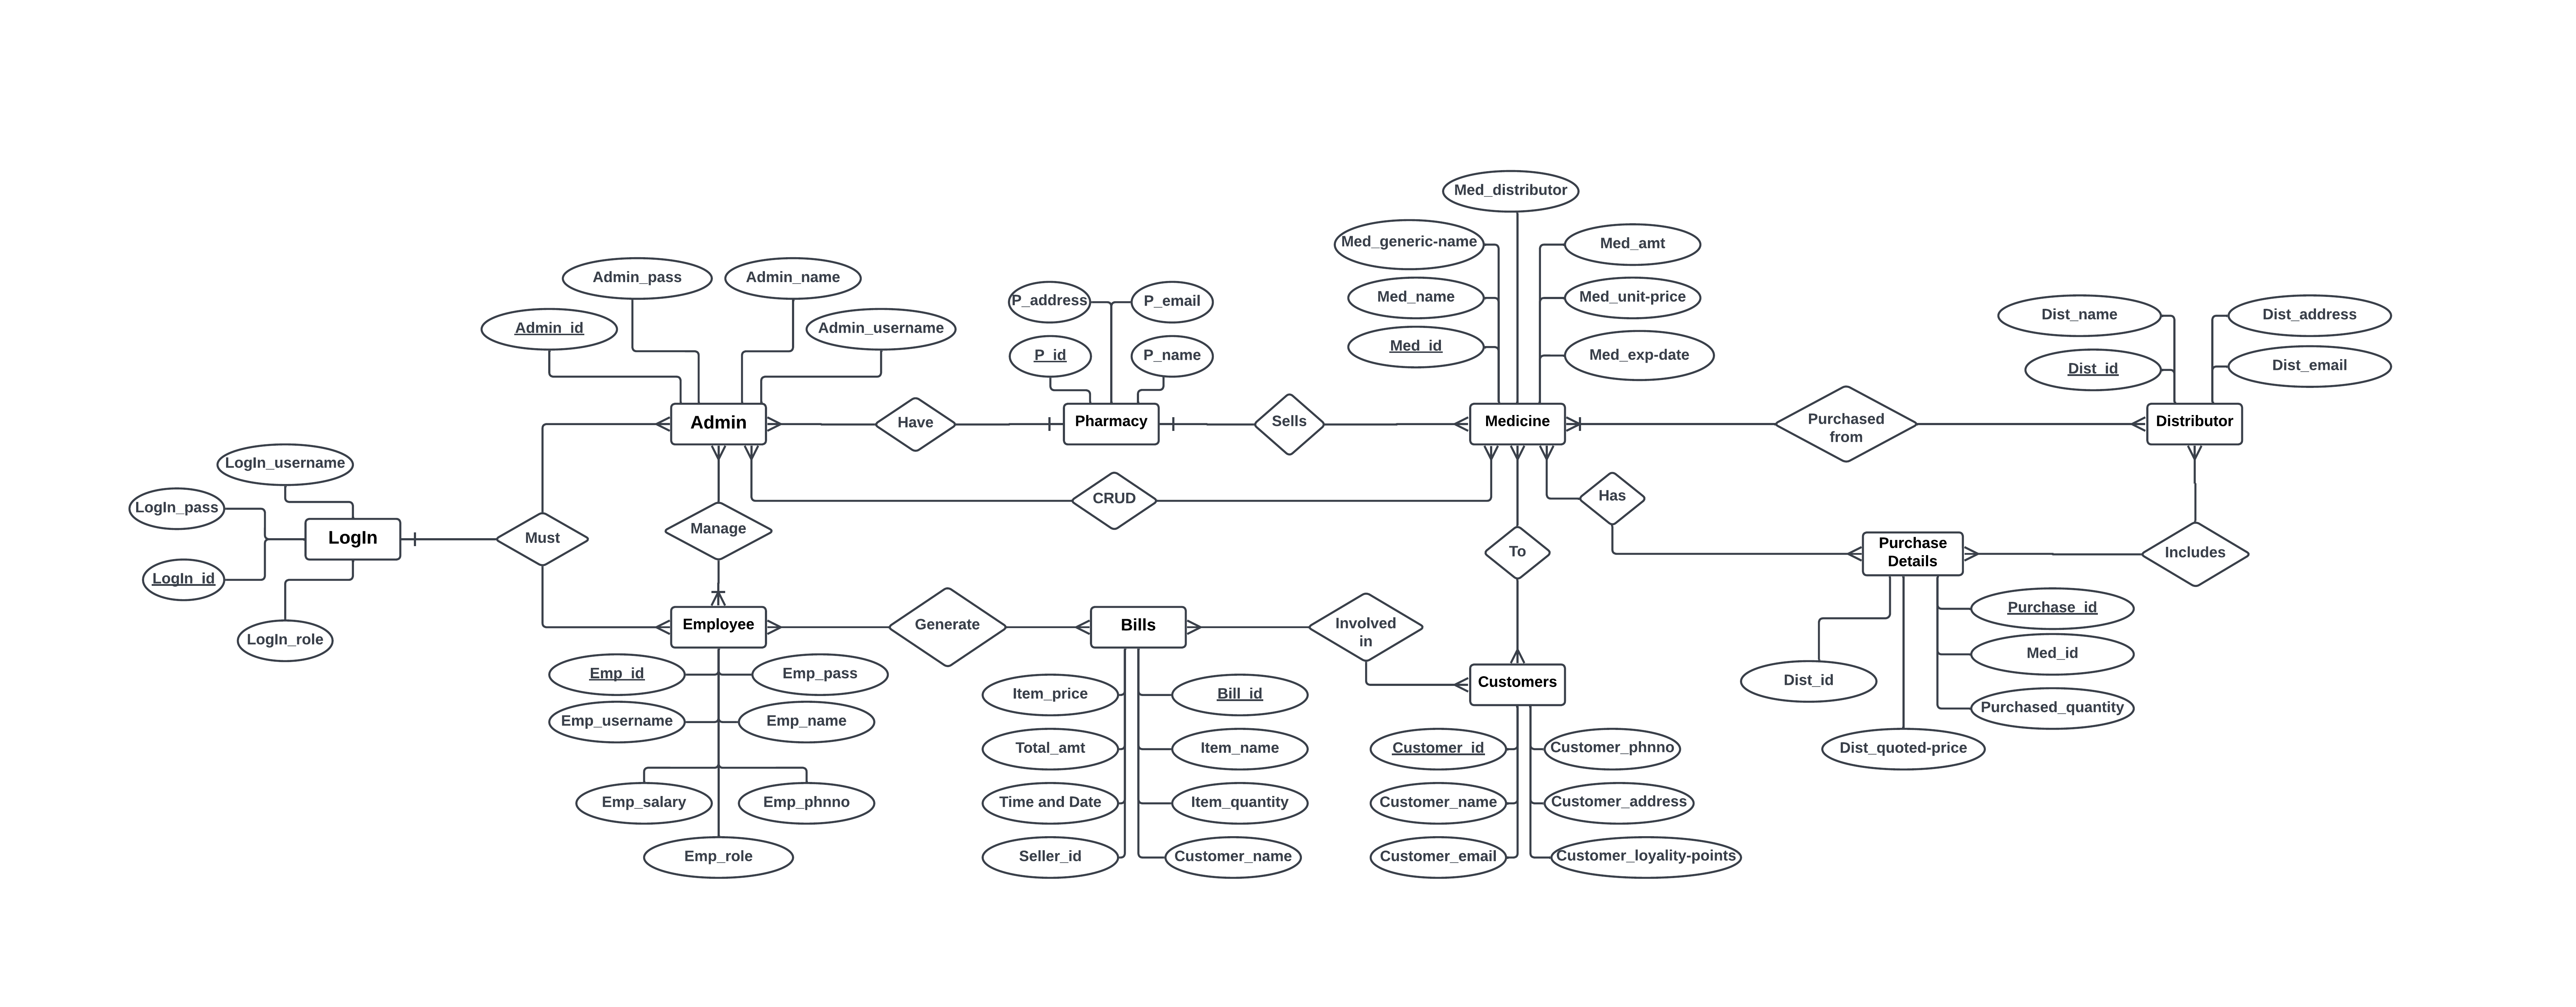 Med_distributor
Med_generic-name
Med_amt
Med_name
Med_unit-price
Med_id
Med_exp-date
Admin_pass
Admin_name
Admin_id
Admin_username
P_address
P_email
P_id
P_name
Dist_name
Dist_address
Dist_id
Dist_email
Admin
Have
Pharmacy
Sells
Medicine
Purchased
from
Distributor
LogIn_username
LogIn_pass
LogIn
LogIn_id
LogIn_role
Must
Manage
CRUD
To
Has
Purchase
Details
Includes
Employee
Generate
Bills
Involved
in
Customers
Purchase_id
Med_id
Dist_id
Purchased_quantity
Dist_quoted-price
Emp_id
Emp_pass
Emp_username
Emp_name
Emp_salary
Emp_phnno
Emp_role
Item_price
Bill_id
Total_amt
Item_name
Time and Date
Item_quantity
Seller_id
Customer_name
Customer_id
Customer_phnno
Customer_name
Customer_address
Customer_email
Customer_loyality-points